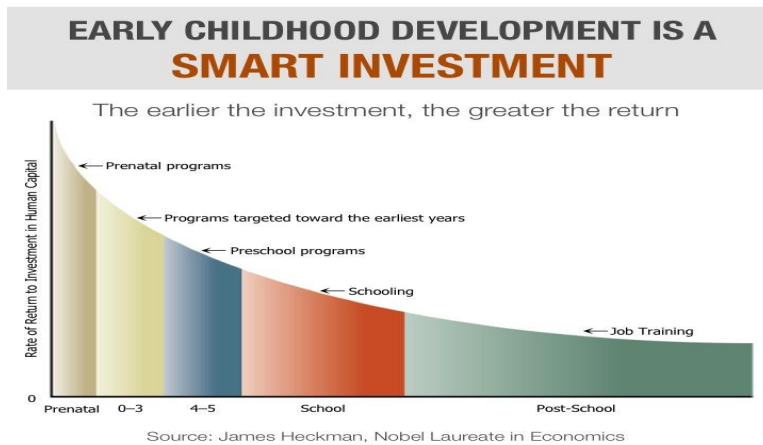 EARLY CHILDHOOD DEVELOPMENT IS A
SMART INVESTMENT
The earlier the investment, the greater the return
Rate of Return to Investment in Human Capital
Prenatal programs
Programs targeted toward the earliest years
Preschool programs
Schooling
Job Training
0
Prenatal
0–3
4–5
School
Post-School
Source: James Heckman, Nobel Laureate in Economics